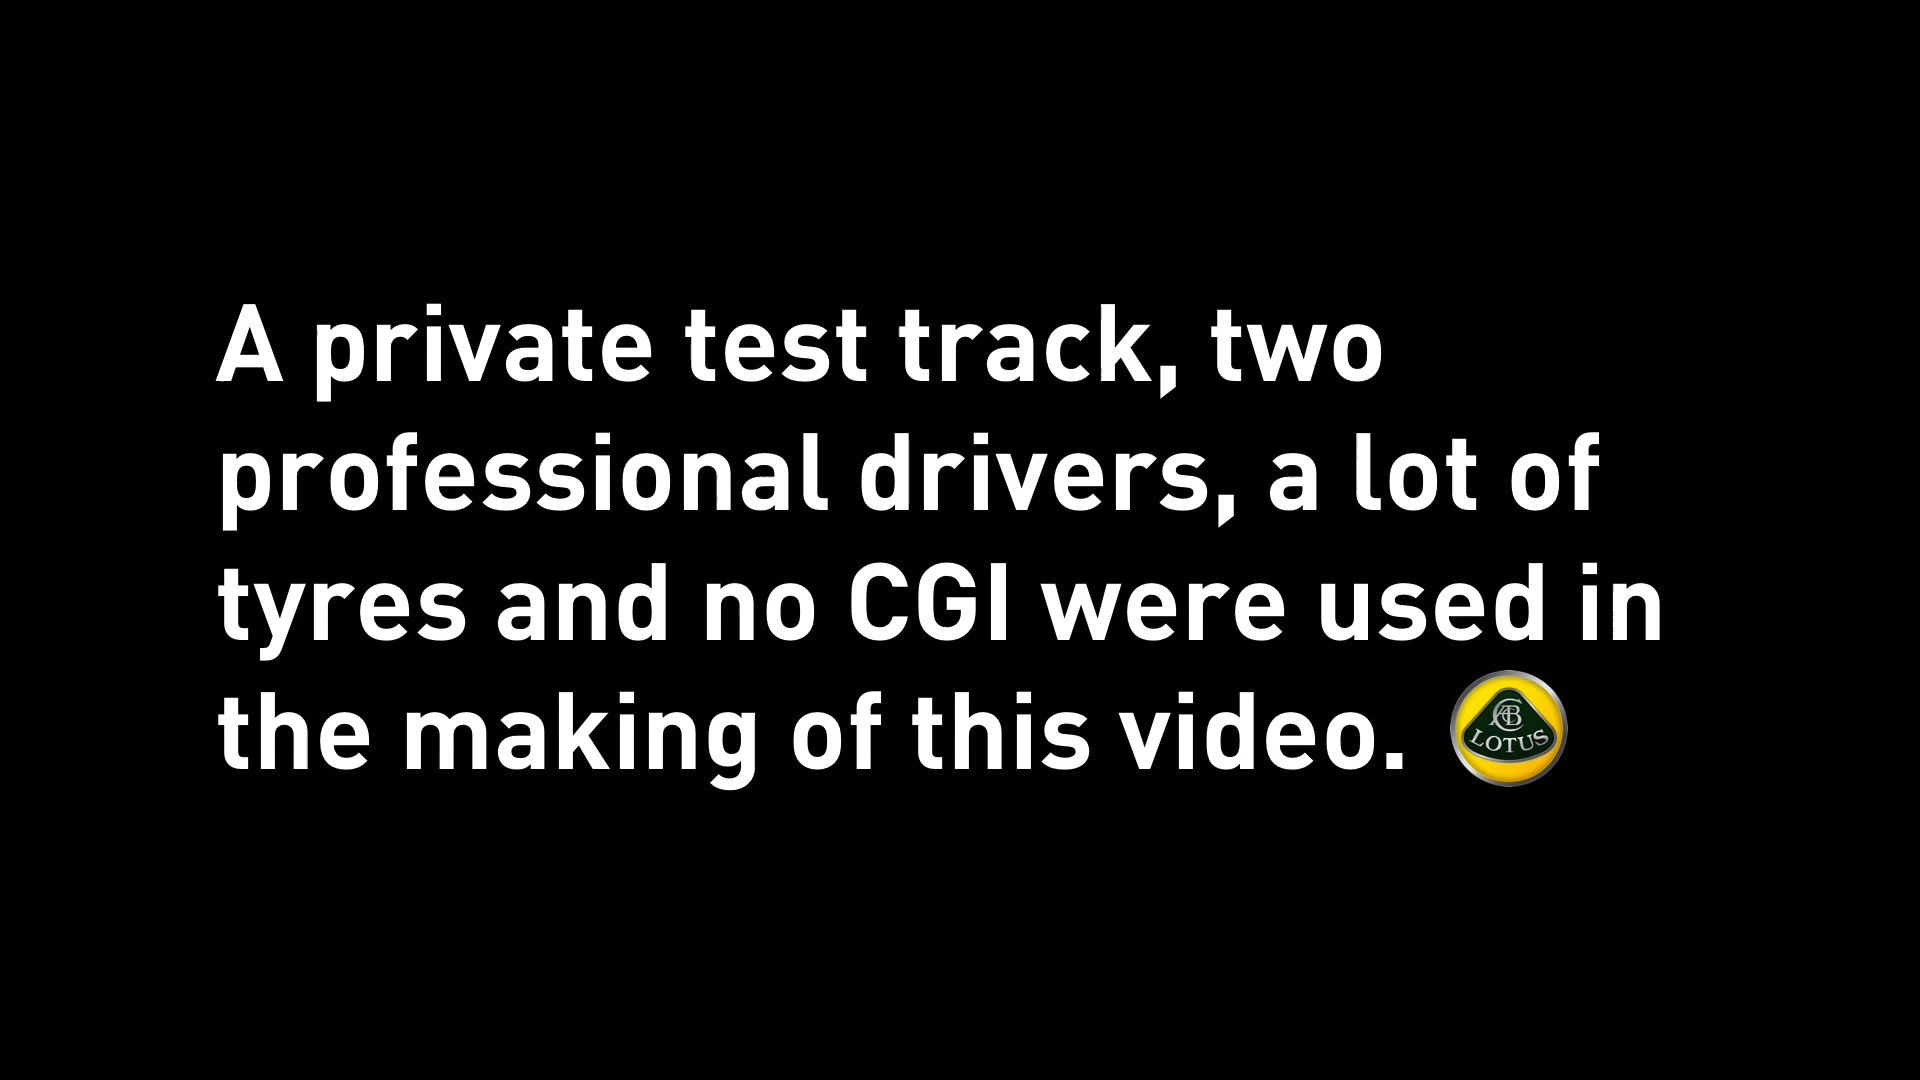 A private test track, two
professional drivers, a lot of
tyres and no CGI were used in
the making of this video.
ACBC
LOTUS